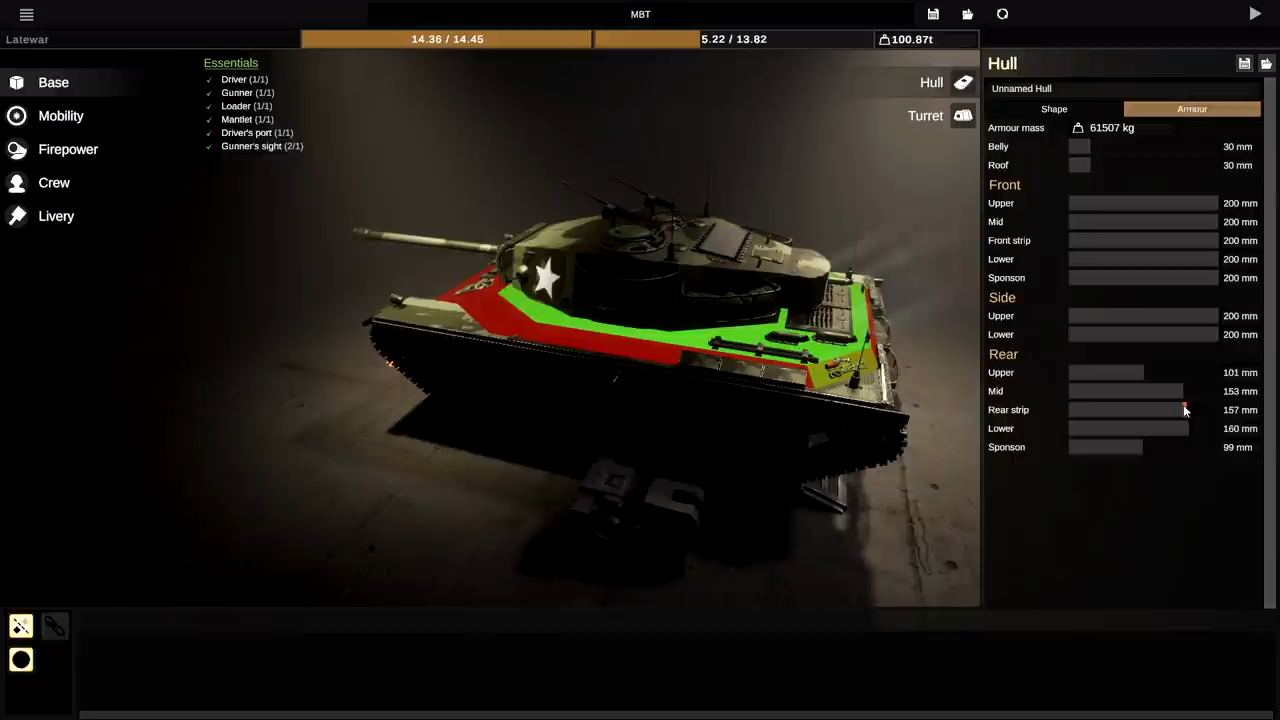 MBT
Latewar
14.36 / 14.45
5.22 / 13.82
100.87t
Base
Mobility
Firepower
Crew
Livery
Essentials
Driver (1/1)
Gunner (1/1)
Loader (1/1)
Mantlet (1/1)
Driver's port (1/1)
Gunner's sight (2/1)
Hull
Turret
Hull
Unnamed Hull
Shape
Armour
Armour mass 61507 kg
Belly 30 mm
Roof 30 mm
Front
Upper 200 mm
Mid 200 mm
Front strip 200 mm
Lower 200 mm
Sponson 200 mm
Side
Upper 200 mm
Lower 200 mm
Rear
Upper 101 mm
Mid 153 mm
Rear strip 157 mm
Lower 160 mm
Sponson 99 mm